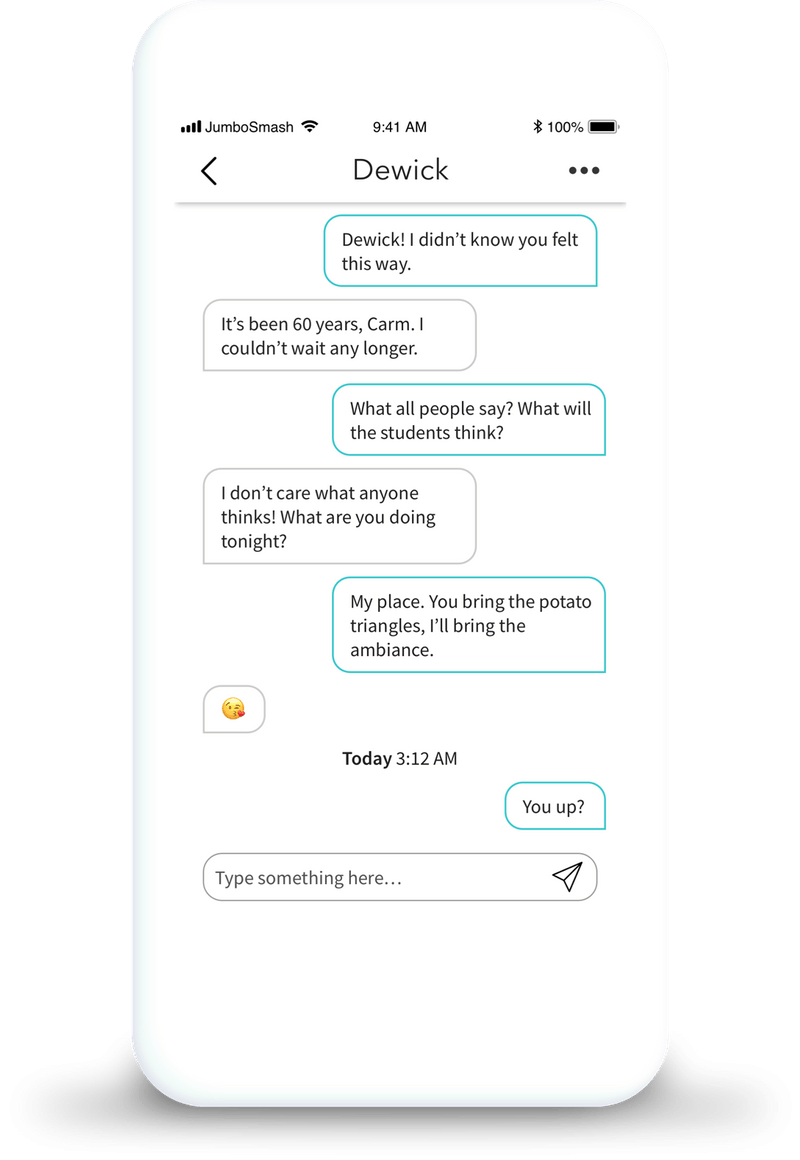 JumboSmash 9:41 AM 100%
Dewick
Dewick! I didn’t know you felt
this way.
It’s been 60 years, Carm. I
couldn’t wait any longer.
What all people say? What will
the students think?
I don’t care what anyone
thinks! What are you doing
tonight?
My place. You bring the potato
triangles, I’ll bring the
ambiance.
😘
Today 3:12 AM
You up?
Type something here…